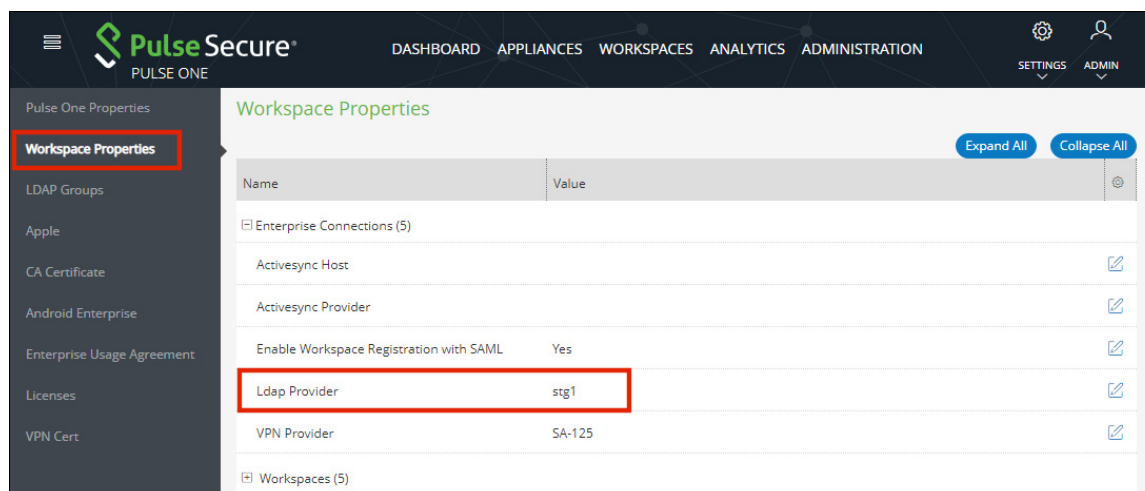 Pulse Secure®
PULSE ONE
DASHBOARD APPLIANCES WORKSPACES ANALYTICS ADMINISTRATION
SETTINGS ADMIN
Pulse One Properties
Workspace Properties
LDAP Groups
Apple
CA Certificate
Android Enterprise
Enterprise Usage Agreement
Licenses
VPN Cert
Workspace Properties
Expand All Collapse All
Name Value
Enterprise Connections (5)
Activesync Host
Activesync Provider
Enable Workspace Registration with SAML Yes
Ldap Provider stg1
VPN Provider SA-125
Workspaces (5)